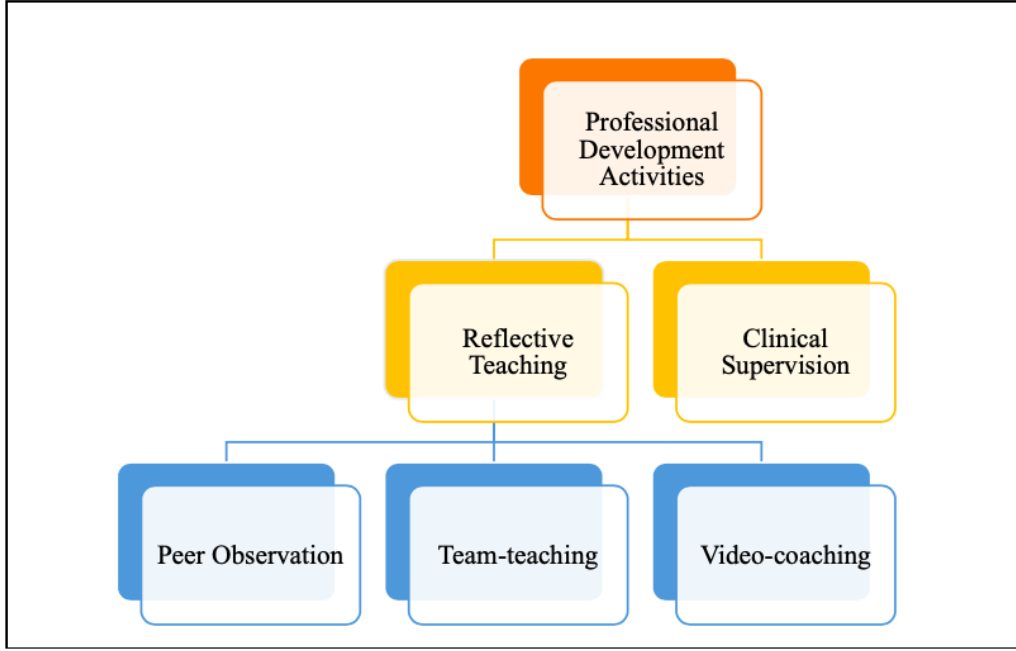 Professional
Development
Activities
Reflective
Teaching
Clinical
Supervision
Peer Observation
Team-teaching
Video-coaching